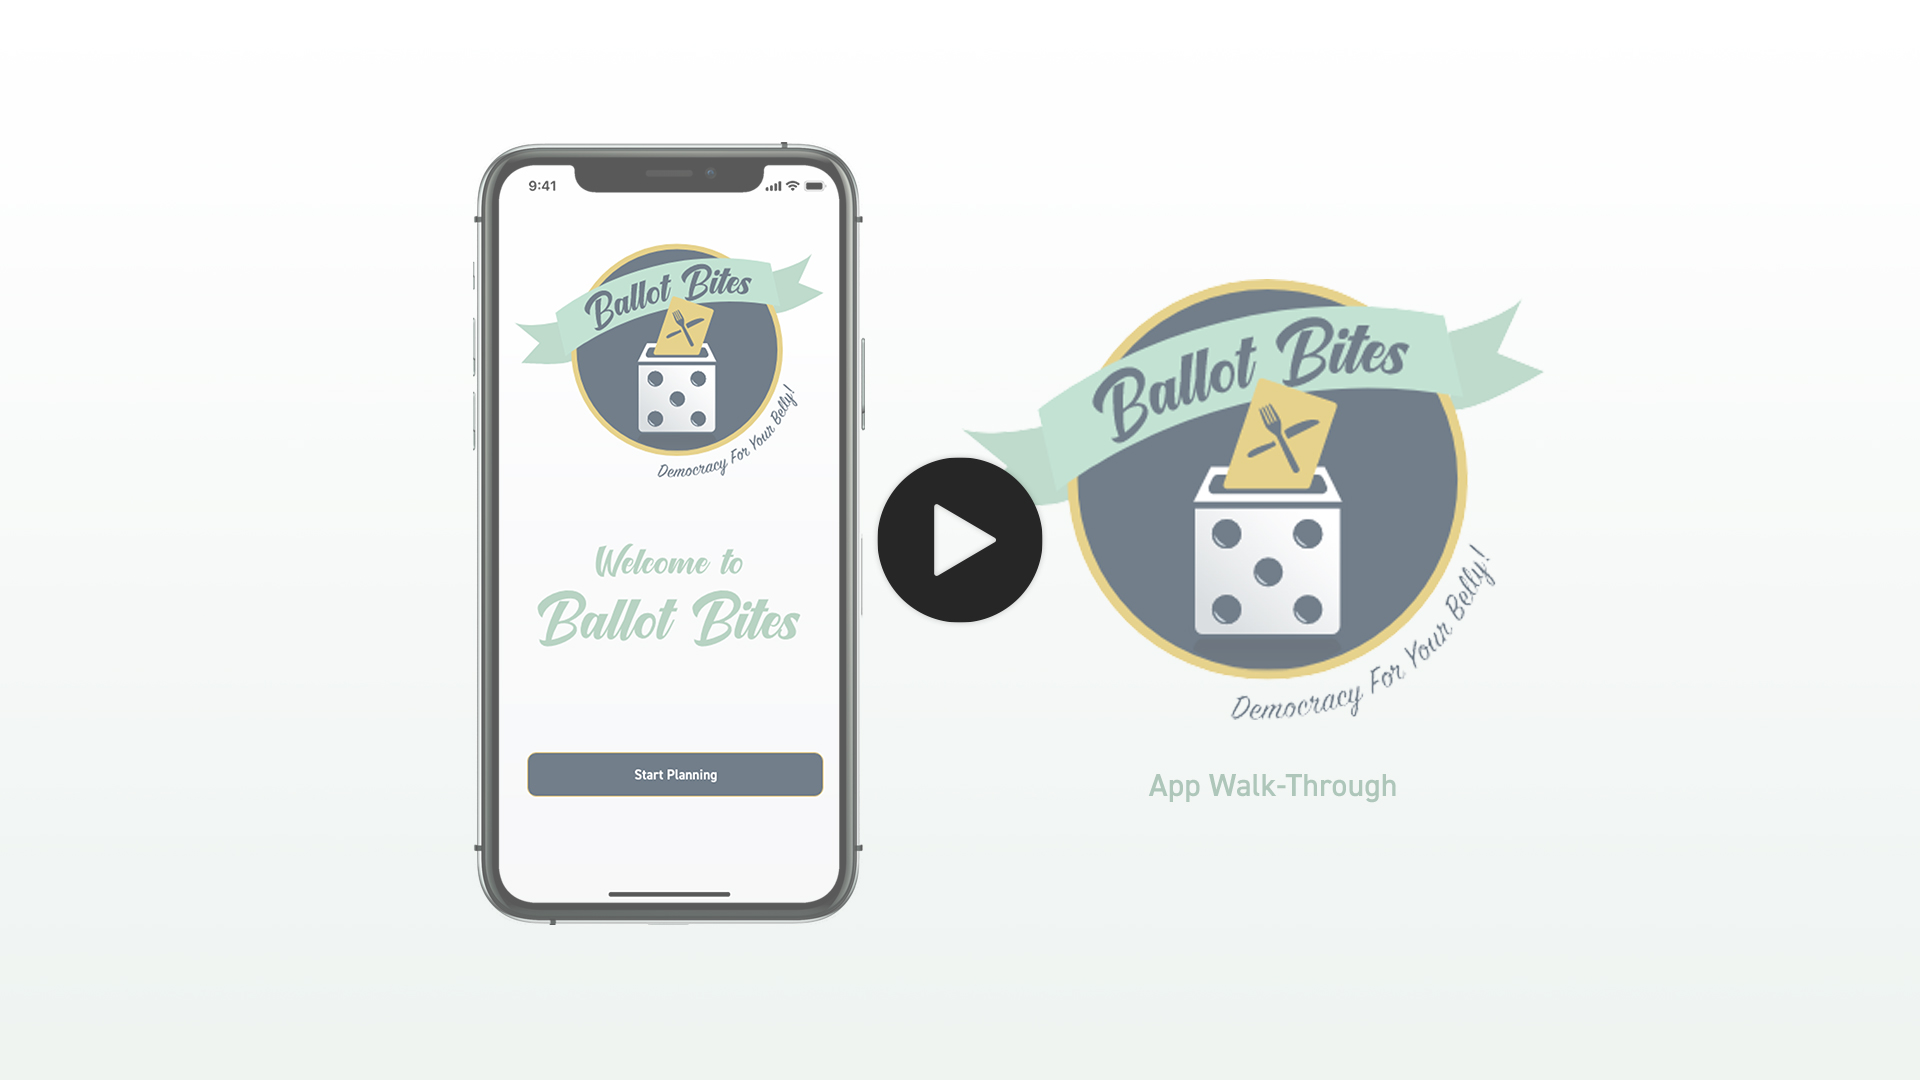 9:41
Ballot Bites
Democracy For Your Belly!
Welcome to
Ballot Bites
Start Planning
Ballot Bites
Democracy For Your Belly!
App Walk-Through